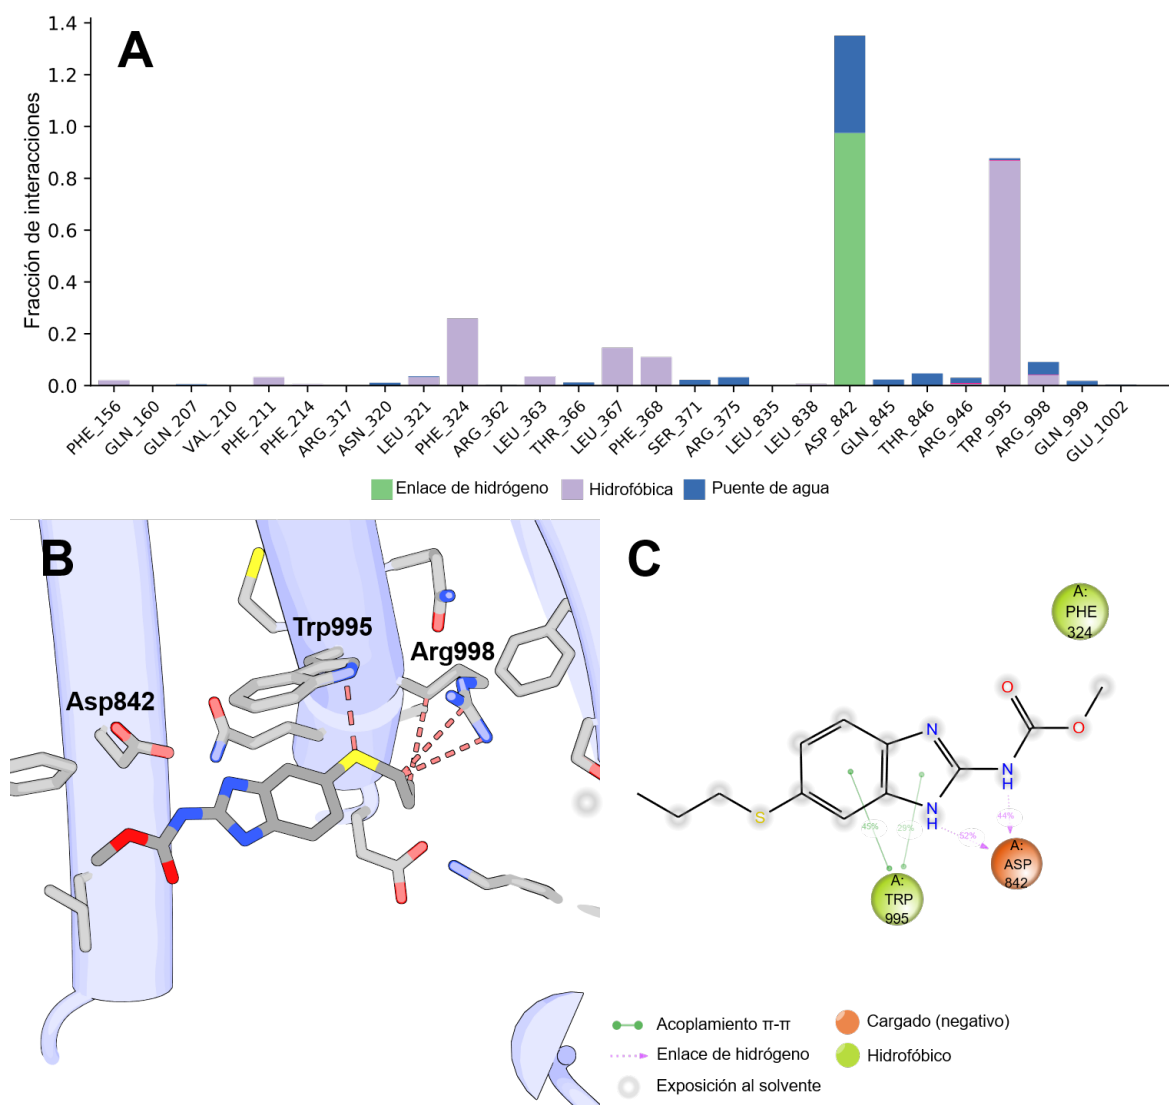 A
1.4
1.2
1.0
0.8
0.6
0.4
0.2
0.0
Fracción de interacciones
PHE_156
GLN_160
GLN_207
VAL_210
PHE_211
PHE_214
ARG_317
ASN_320
LEU_321
PHE_324
ARG_362
LEU_363
THR_366
LEU_367
PHE_368
SER_371
ARG_375
LEU_835
LEU_838
ASP_842
GLN_845
THR_846
ARG_946
TRP_995
ARG_998
GLN_999
GLU_1002
Enlace de hidrógeno
Hidrofóbica
Puente de agua
B
Trp995
Arg998
Asp842
C
A:
PHE
324
O
O
N
N
H
N
H
S
45%
29%
52%
44%
A:
ASP
842
A:
TRP
995
Acoplamiento π-π
Cargado (negativo)
Enlace de hidrógeno
Hidrofóbico
Exposición al solvente